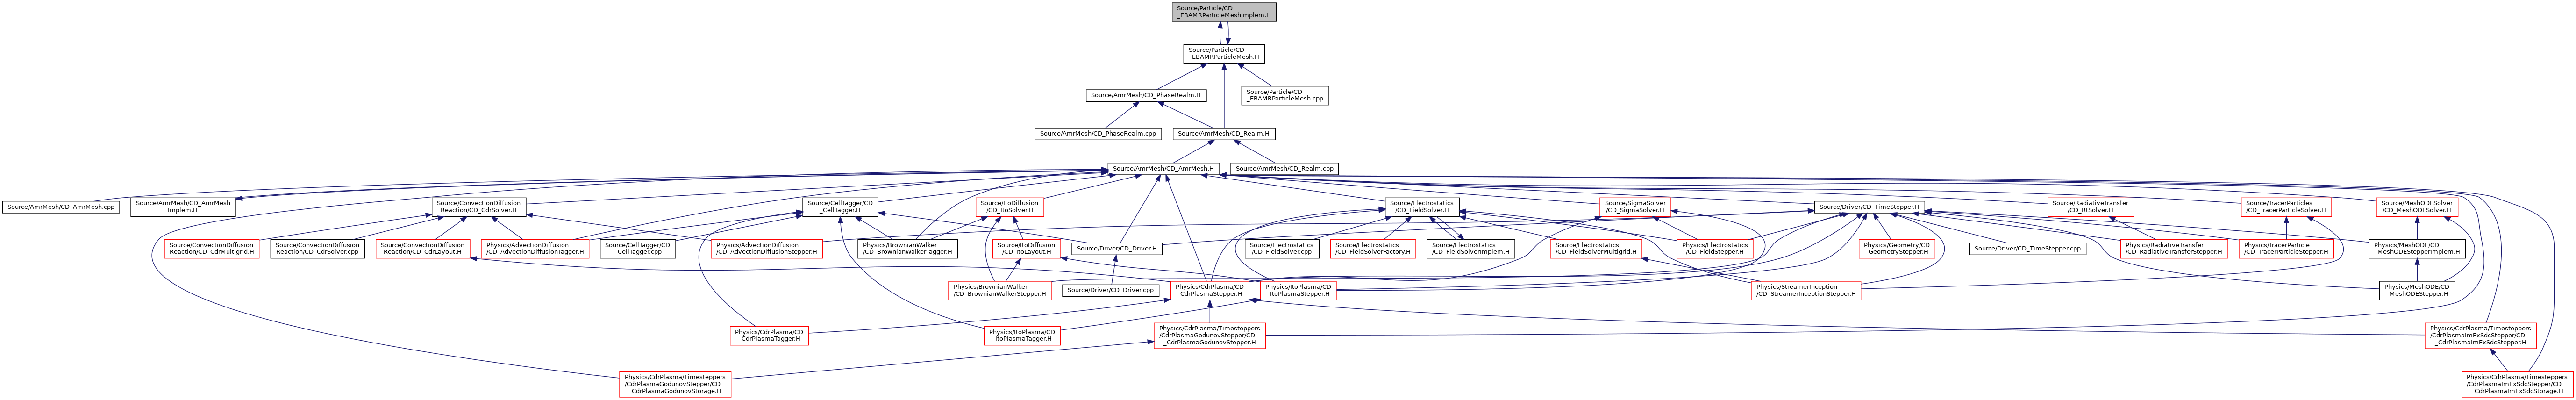 Source/Particle/CD
_EBAMRParticleMeshImplem.H
Source/Particle/CD
_EBAMRParticleMesh.H
Source/AmrMesh/CD_PhaseRealm.H
Source/Particle/CD
_EBAMRParticleMesh.cpp
Source/AmrMesh/CD_PhaseRealm.cpp
Source/AmrMesh/CD_Realm.H
Source/AmrMesh/CD_AmrMesh.H
Source/AmrMesh/CD_Realm.cpp
Source/AmrMesh/CD_AmrMesh.cpp
Source/AmrMesh/CD_AmrMesh
Implem.H
Source/ConvectionDiffusion
Reaction/CD_CdrSolver.H
Source/CellTagger/CD
_CellTagger.H
Source/ItoDiffusion
/CD_ItoSolver.H
Source/Electrostatics
/CD_FieldSolver.H
Source/SigmaSolver
/CD_SigmaSolver.H
Source/Driver/CD_TimeStepper.H
Source/RadiativeTransfer
/CD_RtSolver.H
Source/TracerParticles
/CD_TracerParticleSolver.H
Source/MeshODESolver
/CD_MeshODESolver.H
Source/ConvectionDiffusion
Reaction/CD_CdrMultigrid.H
Source/ConvectionDiffusion
Reaction/CD_CdrSolver.cpp
Source/ConvectionDiffusion
Reaction/CD_CdrLayout.H
Physics/AdvectionDiffusion
/CD_AdvectionDiffusionTagger.H
Source/CellTagger/CD
_CellTagger.cpp
Physics/AdvectionDiffusion
/CD_AdvectionDiffusionStepper.H
Physics/BrownianWalker
/CD_BrownianWalkerTagger.H
Source/ItoDiffusion
/CD_ItoLayout.H
Source/Driver/CD_Driver.H
Source/Electrostatics
/CD_FieldSolver.cpp
Source/Electrostatics
/CD_FieldSolverFactory.H
Source/Electrostatics
/CD_FieldSolverImplem.H
Source/Electrostatics
/CD_FieldSolverMultigrid.H
Physics/Electrostatics
/CD_FieldStepper.H
Physics/Geometry/CD
_GeometryStepper.H
Source/Driver/CD_TimeStepper.cpp
Physics/RadiativeTransfer
/CD_RadiativeTransferStepper.H
Physics/TracerParticle
/CD_TracerParticleStepper.H
Physics/MeshODE/CD
_MeshODEStepperImplem.H
Physics/BrownianWalker
/CD_BrownianWalkerStepper.H
Source/Driver/CD_Driver.cpp
Physics/CdrPlasma/CD
_CdrPlasmaStepper.H
Physics/ItoPlasma/CD
_ItoPlasmaStepper.H
Physics/StreamerInception
/CD_StreamerInceptionStepper.H
Physics/MeshODE/CD
_MeshODEStepper.H
Physics/CdrPlasma/CD
_CdrPlasmaTagger.H
Physics/ItoPlasma/CD
_ItoPlasmaTagger.H
Physics/CdrPlasma/Timesteppers
/CdrPlasmaGodunovStepper/CD
_CdrPlasmaGodunovStepper.H
Physics/CdrPlasma/Timesteppers
/CdrPlasmaImExSdcStepper/CD
_CdrPlasmaImExSdcStepper.H
Physics/CdrPlasma/Timesteppers
/CdrPlasmaGodunovStepper/CD
_CdrPlasmaGodunovStorage.H
Physics/CdrPlasma/Timesteppers
/CdrPlasmaImExSdcStepper/CD
_CdrPlasmaImExSdcStorage.H